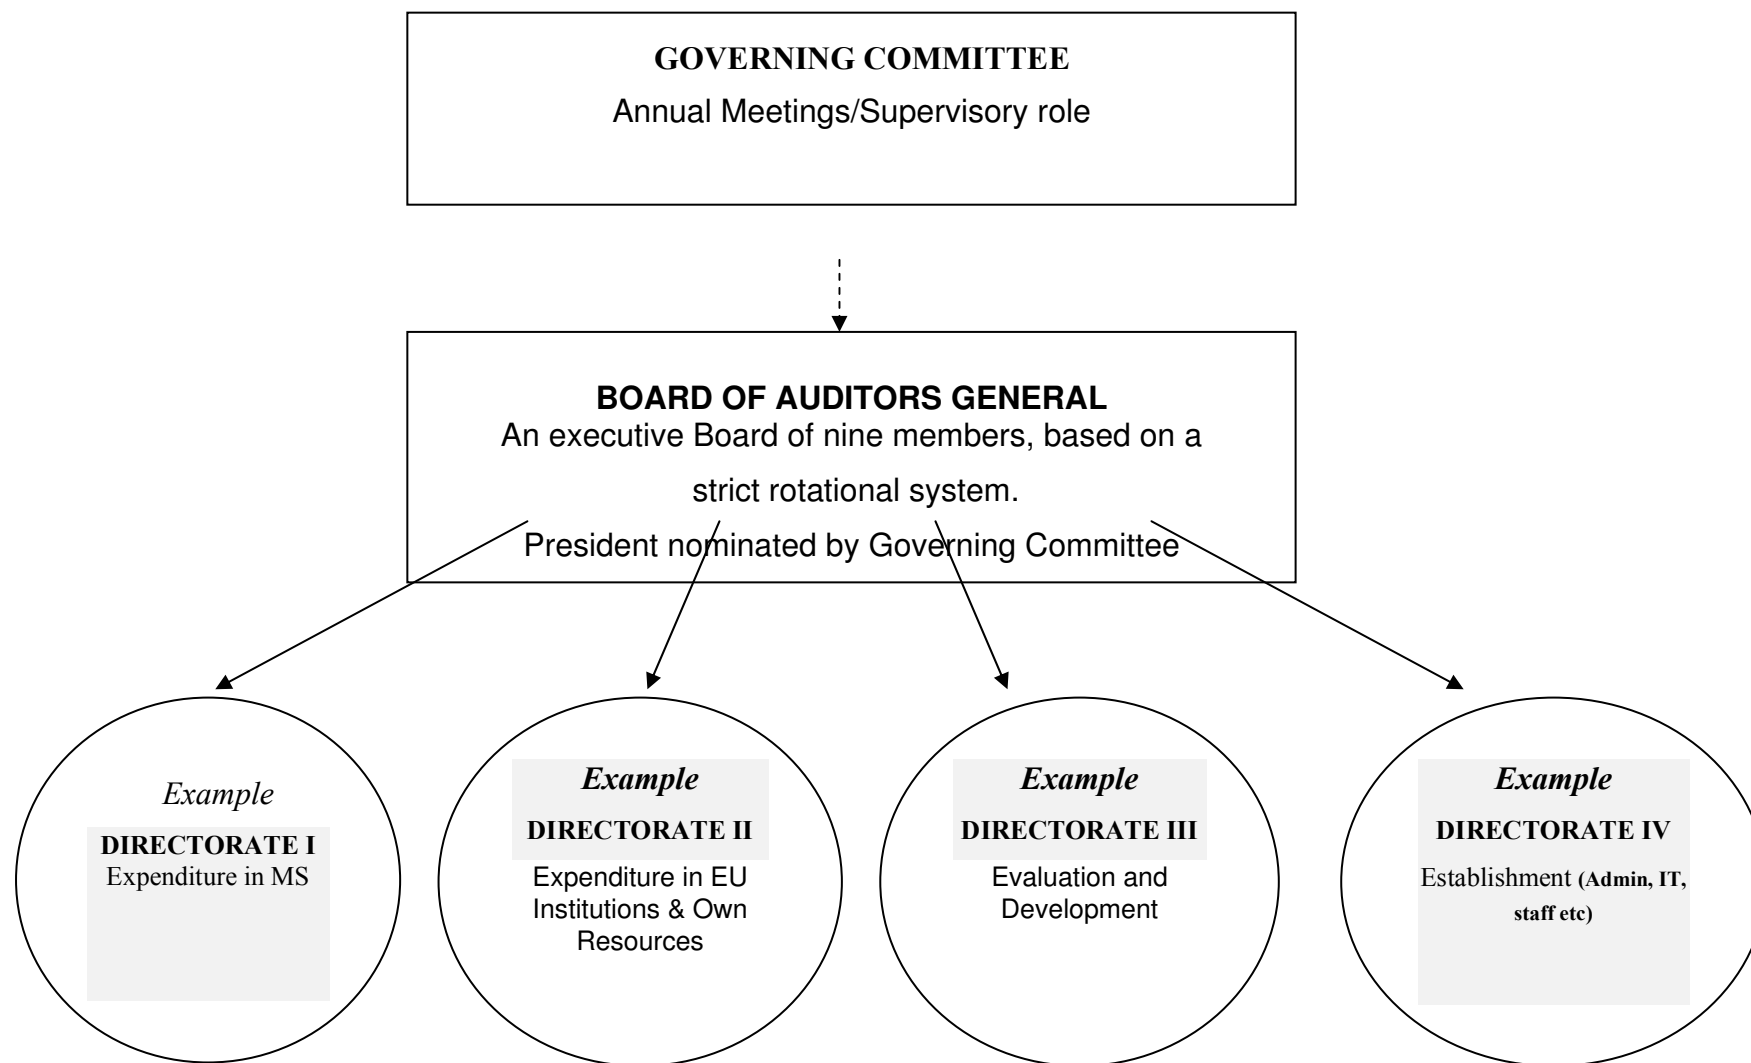 GOVERNING COMMITTEE
Annual Meetings/Supervisory role
BOARD OF AUDITORS GENERAL
An executive Board of nine members, based on a
strict rotational system.
President nominated by Governing Committee
Example
DIRECTORATE I
Expenditure in MS
Example
DIRECTORATE II
Expenditure in EU
Institutions & Own
Resources
Example
DIRECTORATE III
Evaluation and
Development
Example
DIRECTORATE IV
Establishment (Admin, IT,
staff etc)